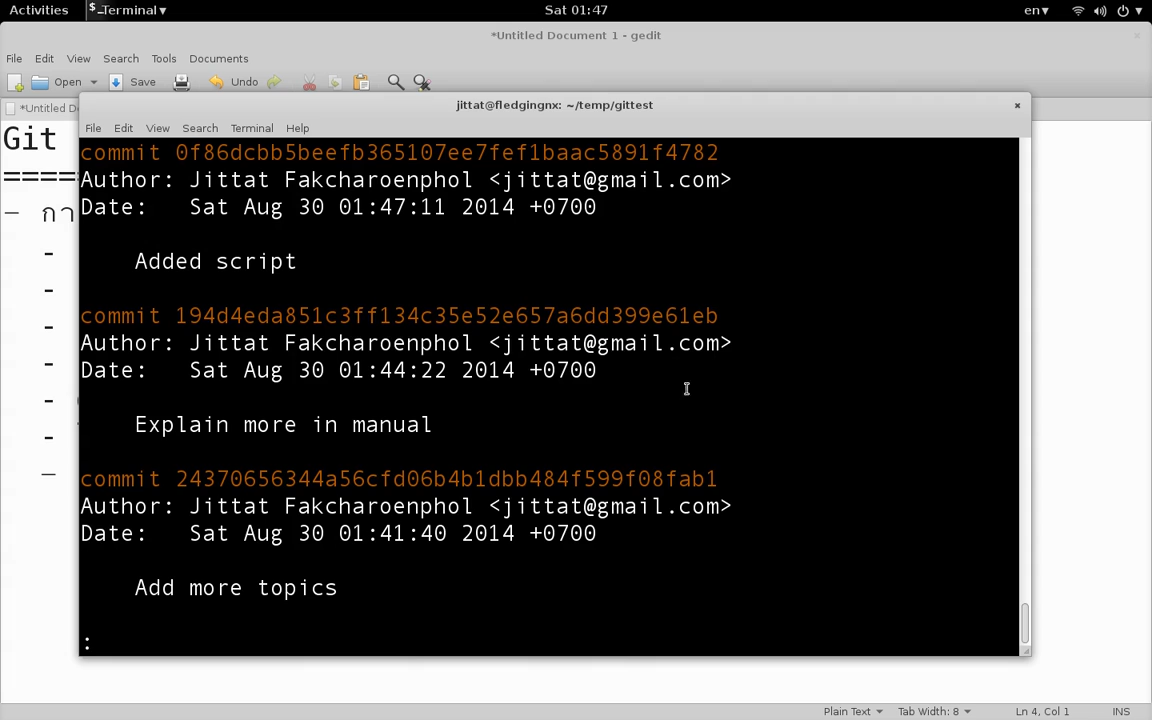 Activities
Terminal
Sat 01:47
en
*Untitled Document 1 - gedit
File Edit View Search Tools Documents
Open Save Undo
*Untitled D
jittat@fledgingnx: ~/temp/gittest
File Edit View Search Terminal Help
Git
====
- กา
-
-
-
-
-
-
-
commit 0f86dcbb5beefb365107ee7fef1baac5891f4782
Author: Jittat Fakcharoenphol <jittat@gmail.com>
Date:   Sat Aug 30 01:47:11 2014 +0700
Added script
commit 194d4eda851c3ff134c35e52e657a6dd399e61eb
Author: Jittat Fakcharoenphol <jittat@gmail.com>
Date:   Sat Aug 30 01:44:22 2014 +0700
Explain more in manual
commit 24370656344a56cfd06b4b1dbb484f599f08fab1
Author: Jittat Fakcharoenphol <jittat@gmail.com>
Date:   Sat Aug 30 01:41:40 2014 +0700
Add more topics
:
Plain Text Tab Width: 8 Ln 4, Col 1 INS